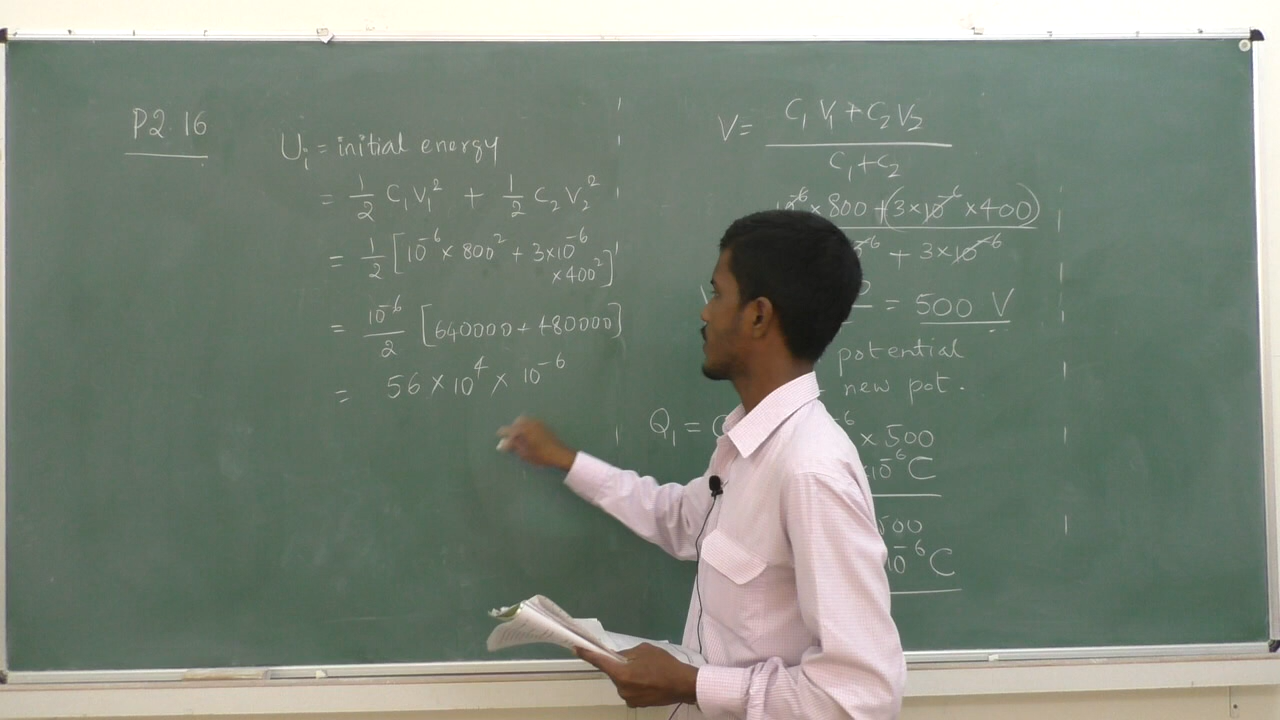 P2.16
U_i = initial energy
= 1/2 C₁V₁² + 1/2 C₂V₂²
= 1/2 [10⁻⁶ × 800² + 3×10⁻⁶
×400²]
= 10⁻⁶/2 [640000 + 480000]
= 56 × 10⁴ × 10⁻⁶
V = (C₁V₁ + C₂V₂)/(C₁+C₂)
10⁻⁶ × 800 + (3×10⁻⁶ ×400)
⁻⁶ + 3×10⁻⁶
= 500 V
potential
new pot.
Q₁ = × 500
10⁻⁶ C
500
10⁻⁶ C